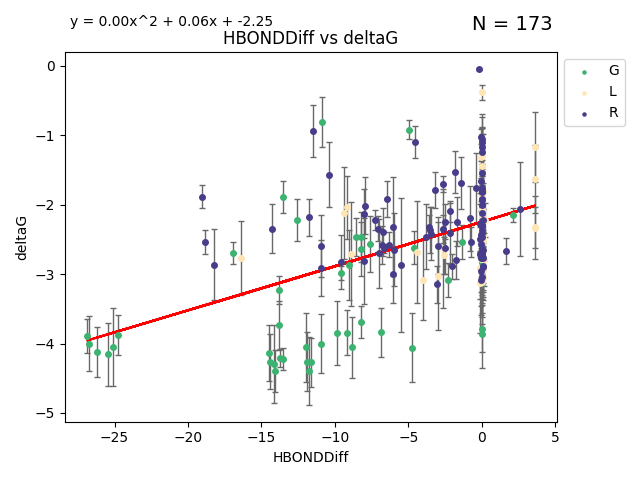 y = 0.00x^2 + 0.06x + -2.25
N = 173
HBONDDiff vs deltaG
G
L
R
deltaG
0
−1
−2
−3
−4
−5
−25
−20
−15
−10
−5
0
5
HBONDDiff